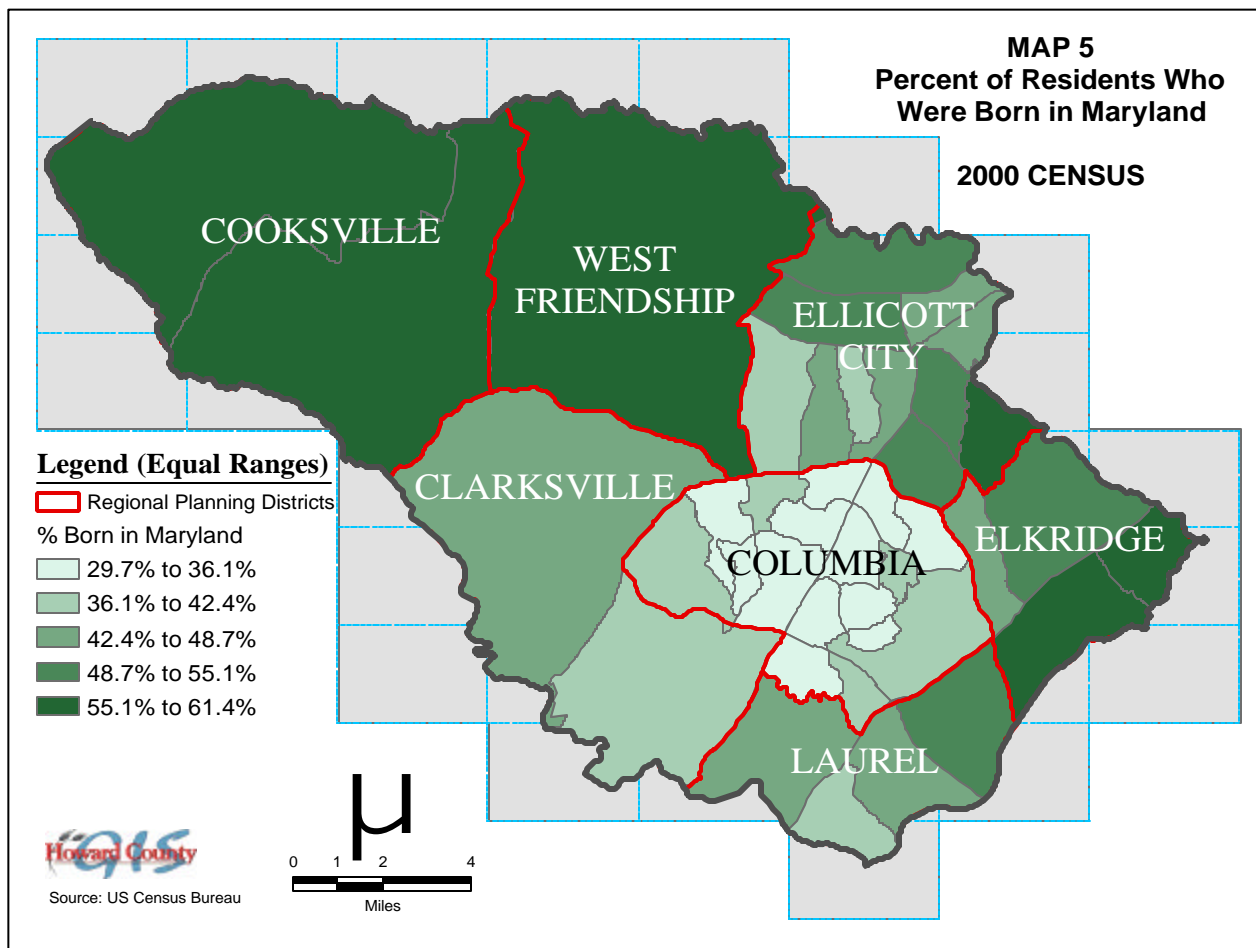 MAP 5
Percent of Residents Who
Were Born in Maryland
2000 CENSUS
COOKSVILLE
WEST
FRIENDSHIP
ELLICOTT
CITY
CLARKSVILLE
COLUMBIA
ELKRIDGE
LAUREL
Legend (Equal Ranges)
Regional Planning Districts
% Born in Maryland
29.7% to 36.1%
36.1% to 42.4%
42.4% to 48.7%
48.7% to 55.1%
55.1% to 61.4%
µ
GIS
Howard County
Source: US Census Bureau
0 1 2 4
Miles